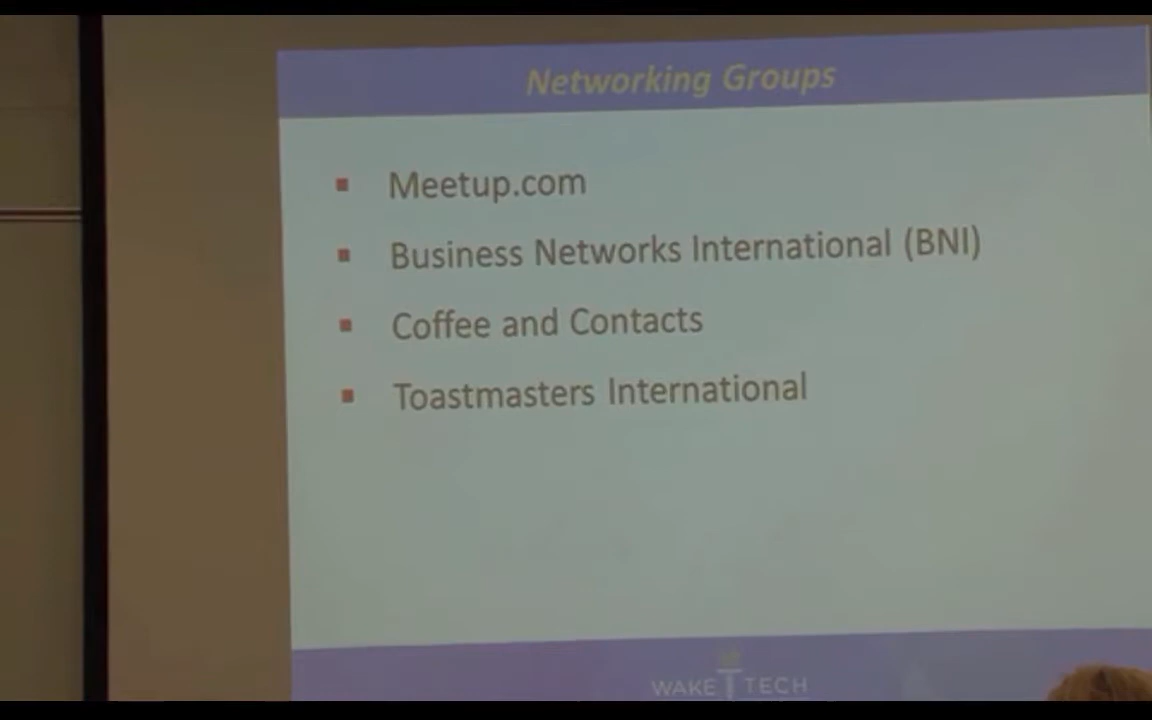 Networking Groups
Meetup.com
Business Networks International (BNI)
Coffee and Contacts
Toastmasters International
WAKE TECH